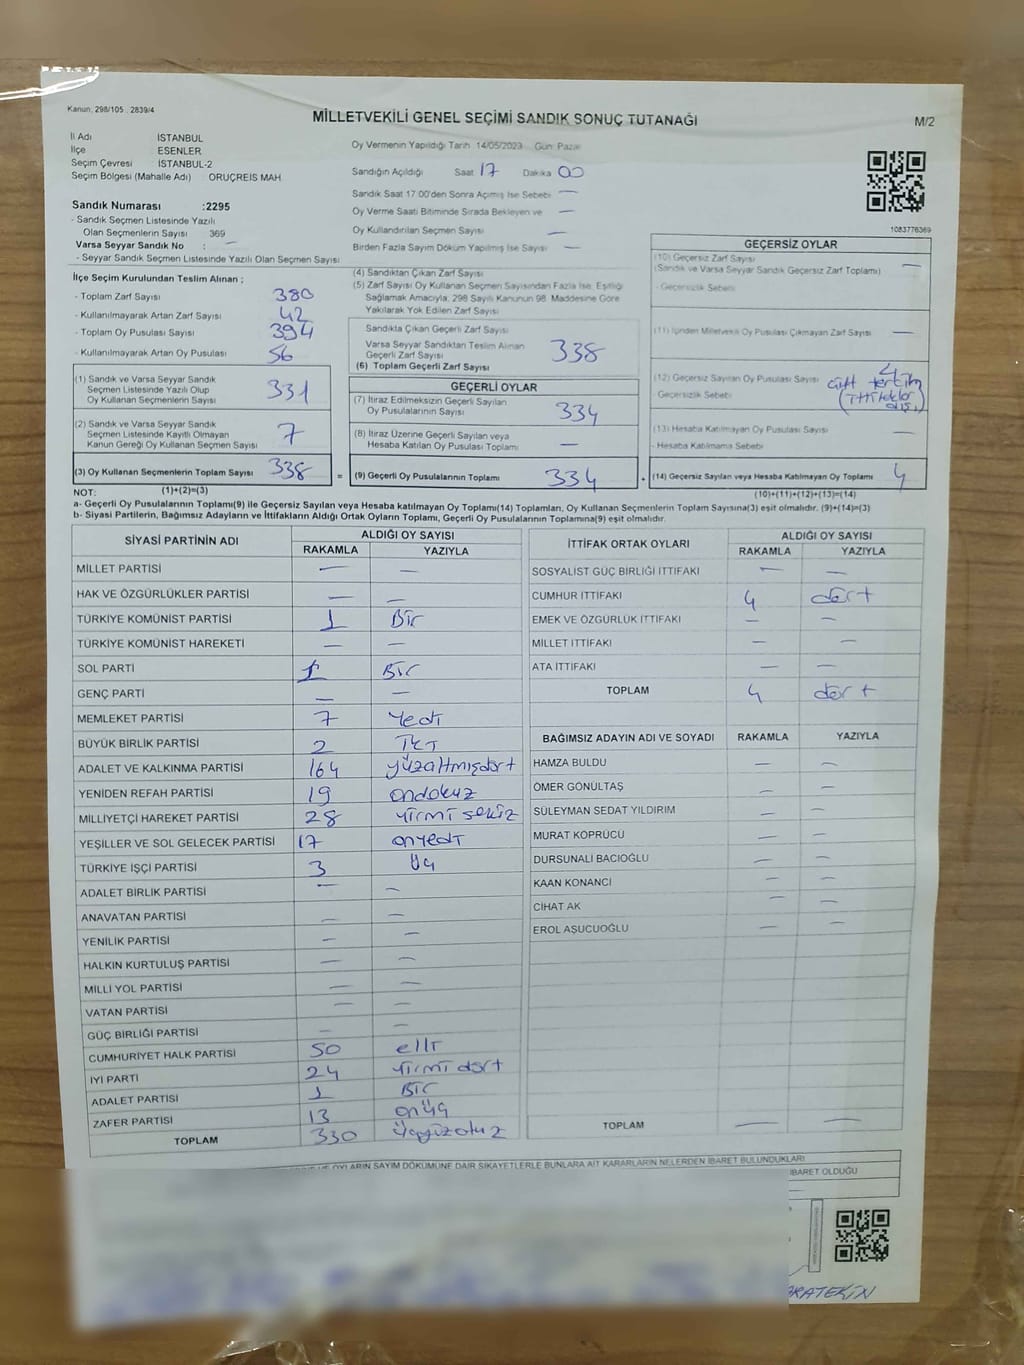 Kanun, 298/105 , 2839/4
MİLLETVEKİLİ GENEL SEÇİMİ SANDIK SONUÇ TUTANAĞI
M/2
İl Adı İSTANBUL
İlçe ESENLER
Seçim Çevresi İSTANBUL-2
Seçim Bölgesi (Mahalle Adı) ORUÇREİS MAH.
Sandık Numarası :2295
- Sandık Seçmen Listesinde Yazılı
Olan Seçmenlerin Sayısı 369
Varsa Seyyar Sandık No : —
- Seyyar Sandık Seçmen Listesinde Yazılı Olan Seçmen Sayısı
Oy Vermenin Yapıldığı Tarih 14/05/2023 Gün: Pazar
Sandığın Açıldığı Saat 17 Dakika 00
Sandık Saat 17:00'den Sonra Açılmış İse Sebebi —
Oy Verme Saati Bitiminde Sırada Bekleyen ve —
Oy Kullandırılan Seçmen Sayısı —
Birden Fazla Sayım Döküm Yapılmış İse Sayısı —
1083776369
İlçe Seçim Kurulundan Teslim Alınan ;
- Toplam Zarf Sayısı 380
- Kullanılmayarak Artan Zarf Sayısı 42
- Toplam Oy Pusulası Sayısı 394
- Kullanılmayarak Artan Oy Pusulası 56
(1) Sandık ve Varsa Seyyar Sandık
Seçmen Listesinde Yazılı Olup
Oy Kullanan Seçmenlerin Sayısı 331
(2) Sandık ve Varsa Seyyar Sandık
Seçmen Listesinde Kayıtlı Olmayan
Kanun Gereği Oy Kullanan Seçmen Sayısı 7
(3) Oy Kullanan Seçmenlerin Toplam Sayısı 338 =
(1)+(2)=(3)
(4) Sandıktan Çıkan Zarf Sayısı
(5) Zarf Sayısı Oy Kullanan Seçmen Sayısından Fazla İse, Eşitliği
Sağlamak Amacıyla, 298 Sayılı Kanunun 98. Maddesine Göre
Yakılarak Yok Edilen Zarf Sayısı
Sandıkta Çıkan Geçerli Zarf Sayısı
Varsa Seyyar Sandıktan Teslim Alınan
Geçerli Zarf Sayısı 338
(6) Toplam Geçerli Zarf Sayısı
GEÇERLİ OYLAR
(7) İtiraz Edilmeksizin Geçerli Sayılan
Oy Pusulalarının Sayısı 334
(8) İtiraz Üzerine Geçerli Sayılan veya
Hesaba Katılan Oy Pusulası Toplamı —
(9) Geçerli Oy Pusulalarının Toplamı 334 +
GEÇERSİZ OYLAR
(10) Geçersiz Zarf Sayısı —
(Sandık ve Varsa Seyyar Sandık Geçersiz Zarf Toplamı)
- Geçersizlik Sebebi
(11) İçinden Milletvekili Oy Pusulası Çıkmayan Zarf Sayısı —
(12) Geçersiz Sayılan Oy Pusulası Sayısı 4
- Geçersizlik Sebebi çift tercih
(İttifaklar
dışı)
(13) Hesaba Katılmayan Oy Pusulası Sayısı —
- Hesaba Katılmama Sebebi
(14) Geçersiz Sayılan veya Hesaba Katılmayan Oy Toplamı 4
(10)+(11)+(12)+(13)=(14)
NOT:
a- Geçerli Oy Pusulaların Toplamı(9) ile Geçersiz Sayılan veya Hesaba katılmayan Oy Toplamı(14) Toplamları, Oy Kullanan Seçmenlerin Toplam Sayısına(3) eşit olmalıdır. (9)+(14)=(3)
b- Siyasi Partilerin, Bağımsız Adayların ve İttifakların Aldığı Ortak Oyların Toplamı, Geçerli Oy Pusulalarının Toplamına(9) eşit olmalıdır.
SİYASİ PARTİNİN ADI ALDIĞI OY SAYISI
RAKAMLA YAZIYLA
MİLLET PARTİSİ — —
HAK VE ÖZGÜRLÜKLER PARTİSİ — —
TÜRKİYE KOMÜNİST PARTİSİ 1 Bir
TÜRKİYE KOMÜNİST HAREKETİ — —
SOL PARTİ 1 Bir
GENÇ PARTİ — —
MEMLEKET PARTİSİ 7 Yedi
BÜYÜK BİRLİK PARTİSİ 2 İki
ADALET VE KALKINMA PARTİSİ 164 yüzaltmışdört
YENİDEN REFAH PARTİSİ 19 ondokuz
MİLLİYETÇİ HAREKET PARTİSİ 28 Yirmi sekiz
YEŞİLLER VE SOL GELECEK PARTİSİ 17 onyedi
TÜRKİYE İŞÇİ PARTİSİ 3 Üç
ADALET BİRLİK PARTİSİ — —
ANAVATAN PARTİSİ — —
YENİLİK PARTİSİ — —
HALKIN KURTULUŞ PARTİSİ — —
MİLLİ YOL PARTİSİ — —
VATAN PARTİSİ — —
GÜÇ BİRLİĞİ PARTİSİ — —
CUMHURİYET HALK PARTİSİ 50 elli
İYİ PARTİ 24 Yirmi dört
ADALET PARTİSİ 1 Bir
ZAFER PARTİSİ 13 onüç
TOPLAM 330 Üçyüzotuz
İTTİFAK ORTAK OYLARI ALDIĞI OY SAYISI
RAKAMLA YAZIYLA
SOSYALİST GÜÇ BİRLİĞİ İTTİFAKI — —
CUMHUR İTTİFAKI 4 dört
EMEK VE ÖZGÜRLÜK İTTİFAKI — —
MİLLET İTTİFAKI — —
ATA İTTİFAKI — —
TOPLAM 4 dört
BAĞIMSIZ ADAYIN ADI VE SOYADI RAKAMLA YAZIYLA
HAMZA BULDU — —
ÖMER GÖNÜLTAŞ — —
SÜLEYMAN SEDAT YILDIRIM — —
MURAT KÖPRÜCÜ — —
DURSUNALİ BACIOĞLU — —
KAAN KONANCİ — —
CİHAT AK — —
EROL AŞUCUOĞLU — —
TOPLAM — —
VE OYLARIN SAYIM DÖKÜMÜNE DAİR ŞİKAYETLERLE BUNLARA AİT KARARLARIN NELERDEN İBARET BULUNDUKLARI
İBARET OLDUĞU